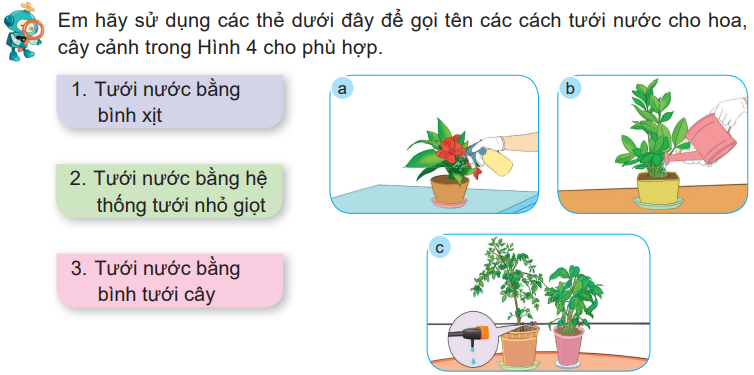 Em hãy sử dụng các thẻ dưới đây để gọi tên các cách tưới nước cho hoa,
cây cảnh trong Hình 4 cho phù hợp.
1. Tưới nước bằng
bình xịt
2. Tưới nước bằng hệ
thống tưới nhỏ giọt
3. Tưới nước bằng
bình tưới cây
a
b
c